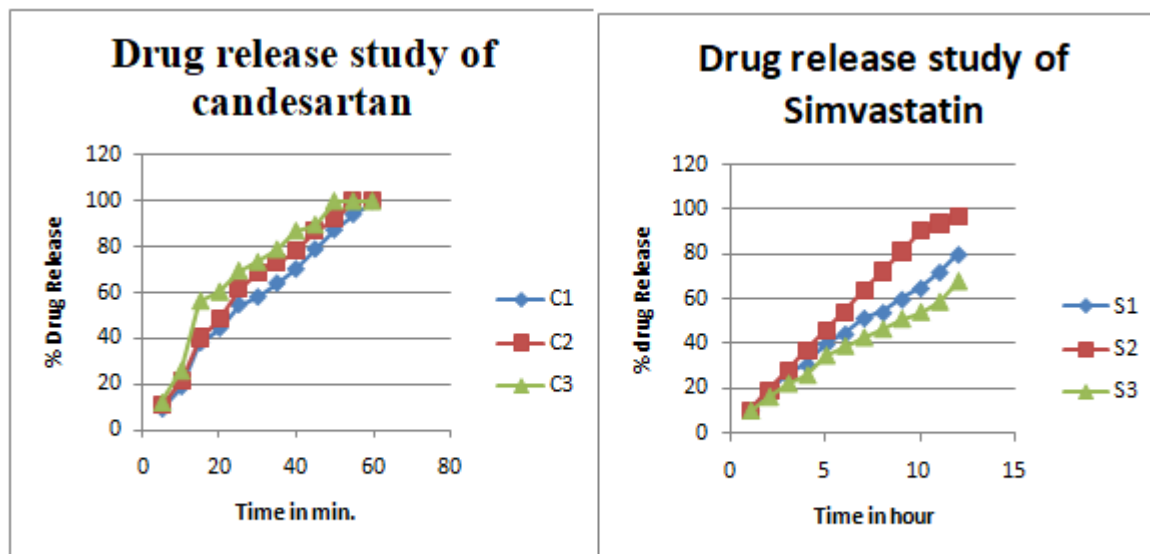 Drug release study of
candesartan
% Drug Release
120
100
80
60
40
20
0
0 20 40 60 80
Time in min.
C1
C2
C3
Drug release study of
Simvastatin
% drug Release
120
100
80
60
40
20
0
0 5 10 15
Time in hour
S1
S2
S3